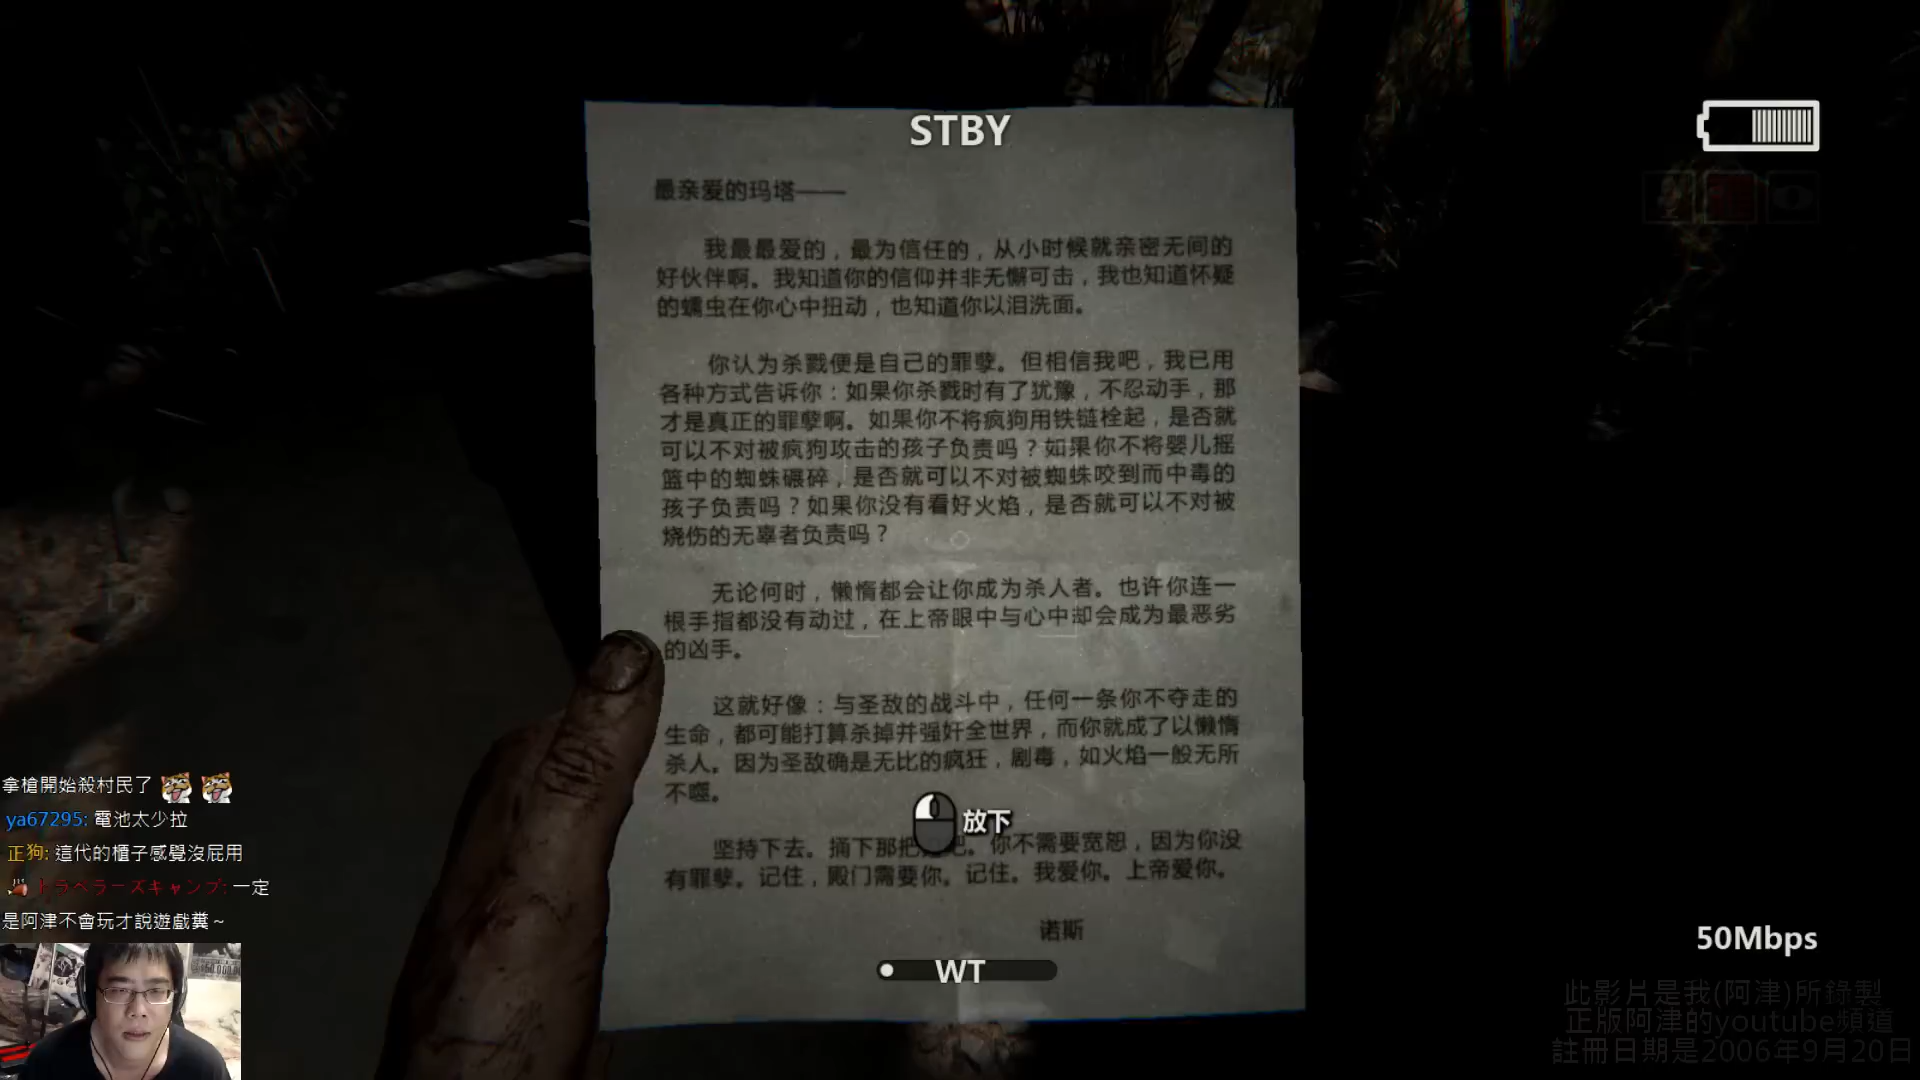 STBY
最亲爱的玛塔——
我最最爱的，最为信任的，从小时候就亲密无间的
好伙伴啊。我知道你的信仰并非无懈可击，我也知道怀疑
的蠕虫在你心中扭动，也知道你以泪洗面。
你认为杀戮便是自己的罪孽。但相信我吧，我已用
各种方式告诉你：如果你杀戮时有了犹豫，不忍动手，那
才是真正的罪孽啊。如果你不将疯狗用铁链栓起，是否就
可以不对被疯狗攻击的孩子负责吗？如果你不将婴儿摇
篮中的蜘蛛碾碎，是否就可以不对被蜘蛛咬到而中毒的
孩子负责吗？如果你没有看好火焰，是否就可以不对被
烧伤的无辜者负责吗？
无论何时，懒惰都会让你成为杀人者。也许你连一
根手指都没有动过，在上帝眼中与心中却会成为最恶劣
的凶手。
这就好像：与圣敌的战斗中，任何一条你不夺走的
生命，都可能打算杀掉并强奸全世界，而你就成了以懒惰
杀人。因为圣敌确是无比的疯狂，剧毒，如火焰一般无所
不噬。
放下
坚持下去。捅下那把 吧。你不需要宽恕，因为你没
有罪孽。记住，殿门需要你。记住。我爱你。上帝爱你。
诺斯
WT
50Mbps
拿槍開始殺村民了
ya67295: 電池太少拉
正狗: 這代的櫃子感覺沒屁用
トラベラーズキャンプ: 一定
是阿津不會玩才說遊戲糞~
此影片是我(阿津)所錄製
正版阿津的youtube頻道
註冊日期是2006年9月20日